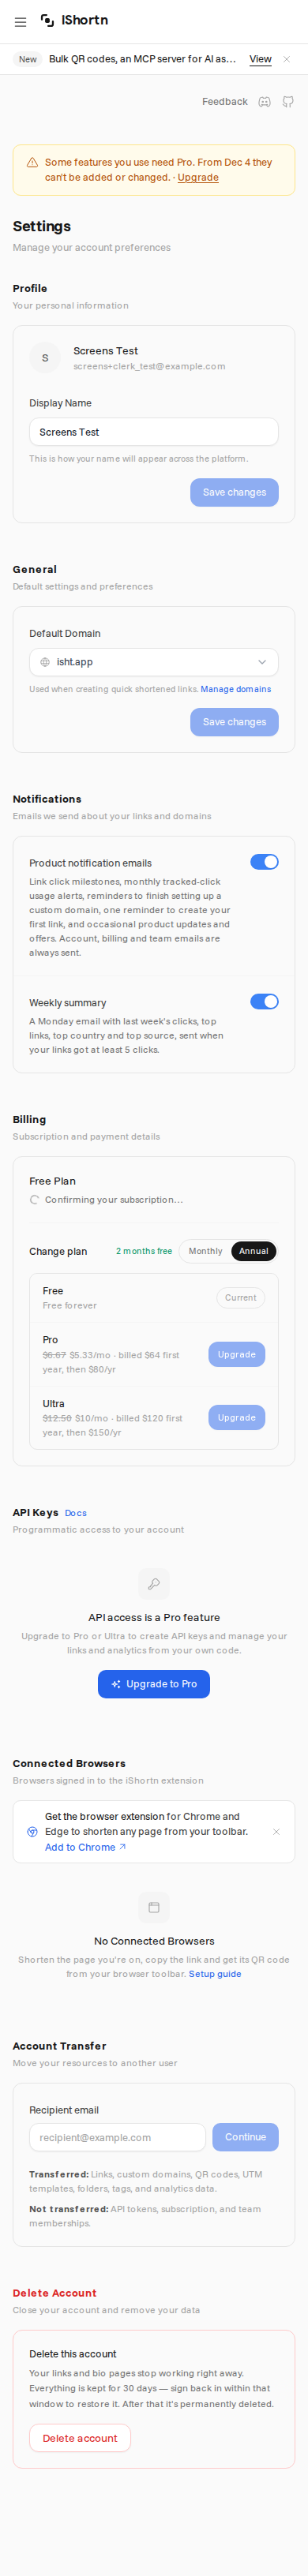 IShortn
New Bulk QR codes, an MCP server for AI as... View
Feedback
Some features you use need Pro. From Dec 4 they
can't be added or changed. · Upgrade
Settings
Manage your account preferences
Profile
Your personal information
S
Screens Test
screens+clerk_test@example.com
Display Name
Screens Test
This is how your name will appear across the platform.
Save changes
General
Default settings and preferences
Default Domain
isht.app
Used when creating quick shortened links. Manage domains
Save changes
Notifications
Emails we send about your links and domains
Product notification emails
Link click milestones, monthly tracked-click
usage alerts, reminders to finish setting up a
custom domain, one reminder to create your
first link, and occasional product updates and
offers. Account, billing and team emails are
always sent.
Weekly summary
A Monday email with last week's clicks, top
links, top country and top source, sent when
your links got at least 5 clicks.
Billing
Subscription and payment details
Free Plan
Confirming your subscription...
Change plan 2 months free Monthly Annual
Free
Free forever
Current
Pro
$6.67 $5.33/mo · billed $64 first
year, then $80/yr
Upgrade
Ultra
$12.50 $10/mo · billed $120 first
year, then $150/yr
Upgrade
API Keys Docs
Programmatic access to your account
API access is a Pro feature
Upgrade to Pro or Ultra to create API keys and manage your
links and analytics from your own code.
Upgrade to Pro
Connected Browsers
Browsers signed in to the iShortn extension
Get the browser extension for Chrome and
Edge to shorten any page from your toolbar.
Add to Chrome
No Connected Browsers
Shorten the page you're on, copy the link and get its QR code
from your browser toolbar. Setup guide
Account Transfer
Move your resources to another user
Recipient email
recipient@example.com
Continue
Transferred: Links, custom domains, QR codes, UTM
templates, folders, tags, and analytics data.
Not transferred: API tokens, subscription, and team
memberships.
Delete Account
Close your account and remove your data
Delete this account
Your links and bio pages stop working right away.
Everything is kept for 30 days — sign back in within that
window to restore it. After that it's permanently deleted.
Delete account